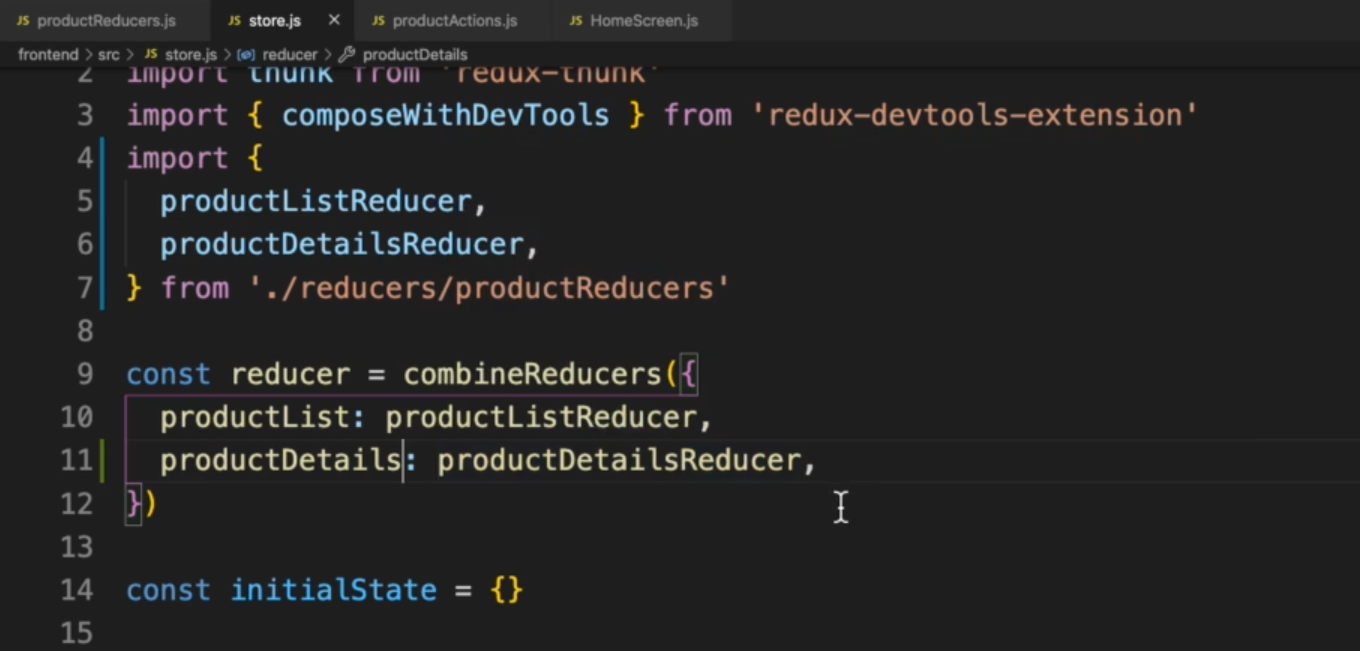 JS productReducers.js JS store.js × JS productActions.js JS HomeScreen.js
frontend > src > JS store.js > reducer > productDetails
2 import thunk from 'redux-thunk'
3 import { composeWithDevTools } from 'redux-devtools-extension'
4 import {
5 productListReducer,
6 productDetailsReducer,
7 } from './reducers/productReducers'
8
9 const reducer = combineReducers({
10 productList: productListReducer,
11 productDetails: productDetailsReducer,
12 })
13
14 const initialState = {}
15